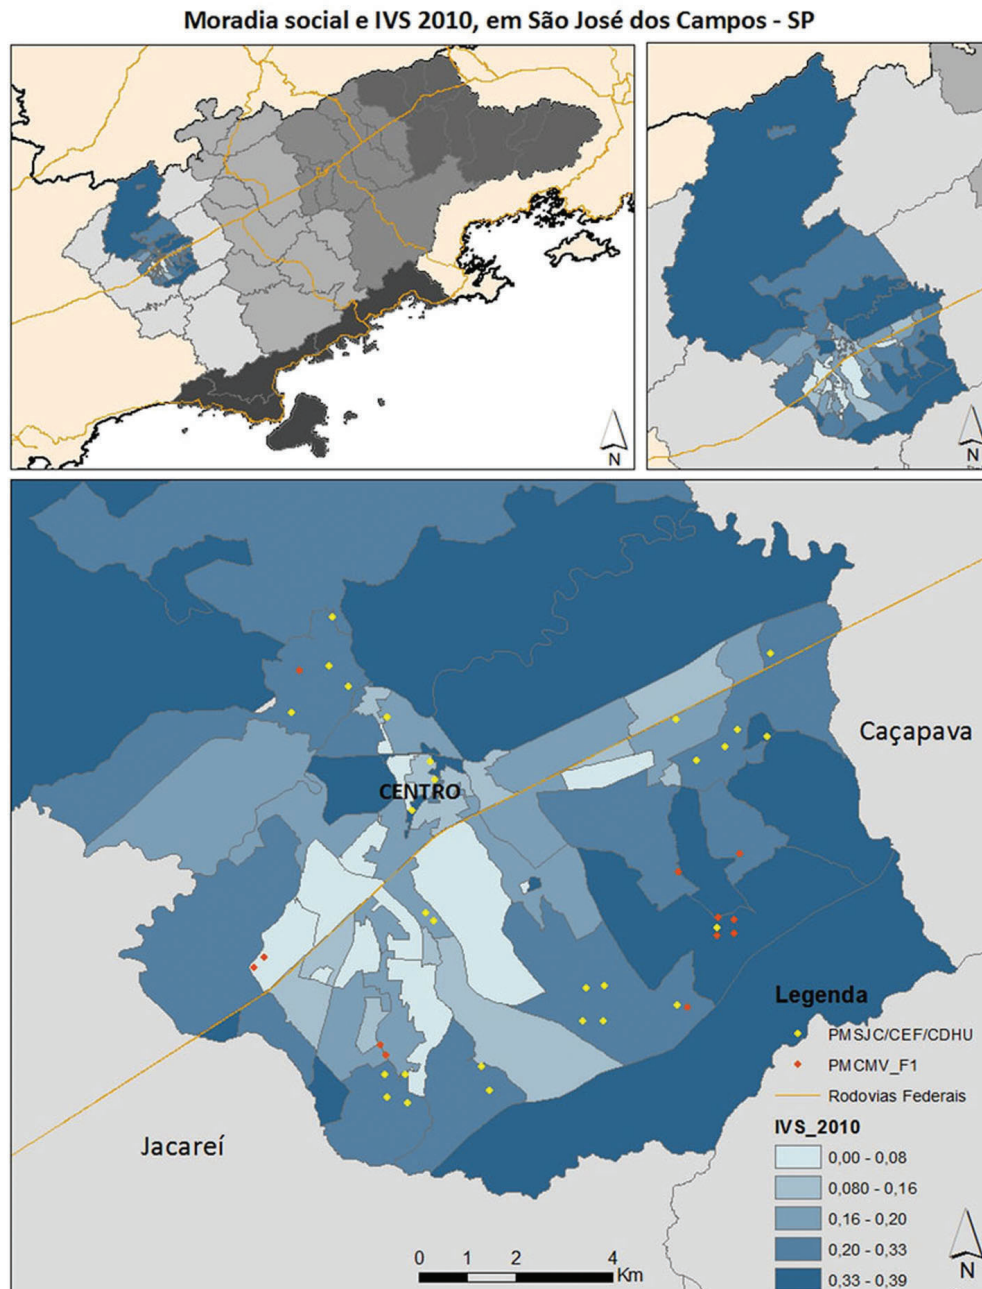 Moradia social e IVS 2010, em São José dos Campos - SP
N
N
Caçapava
CENTRO
Jacareí
Legenda
PMSJC/CEF/CDHU
PMCMV_F1
Rodovias Federais
IVS_2010
0,00 - 0,08
0,080 - 0,16
0,16 - 0,20
0,20 - 0,33
0,33 - 0,39
0 1 2 4
Km
N